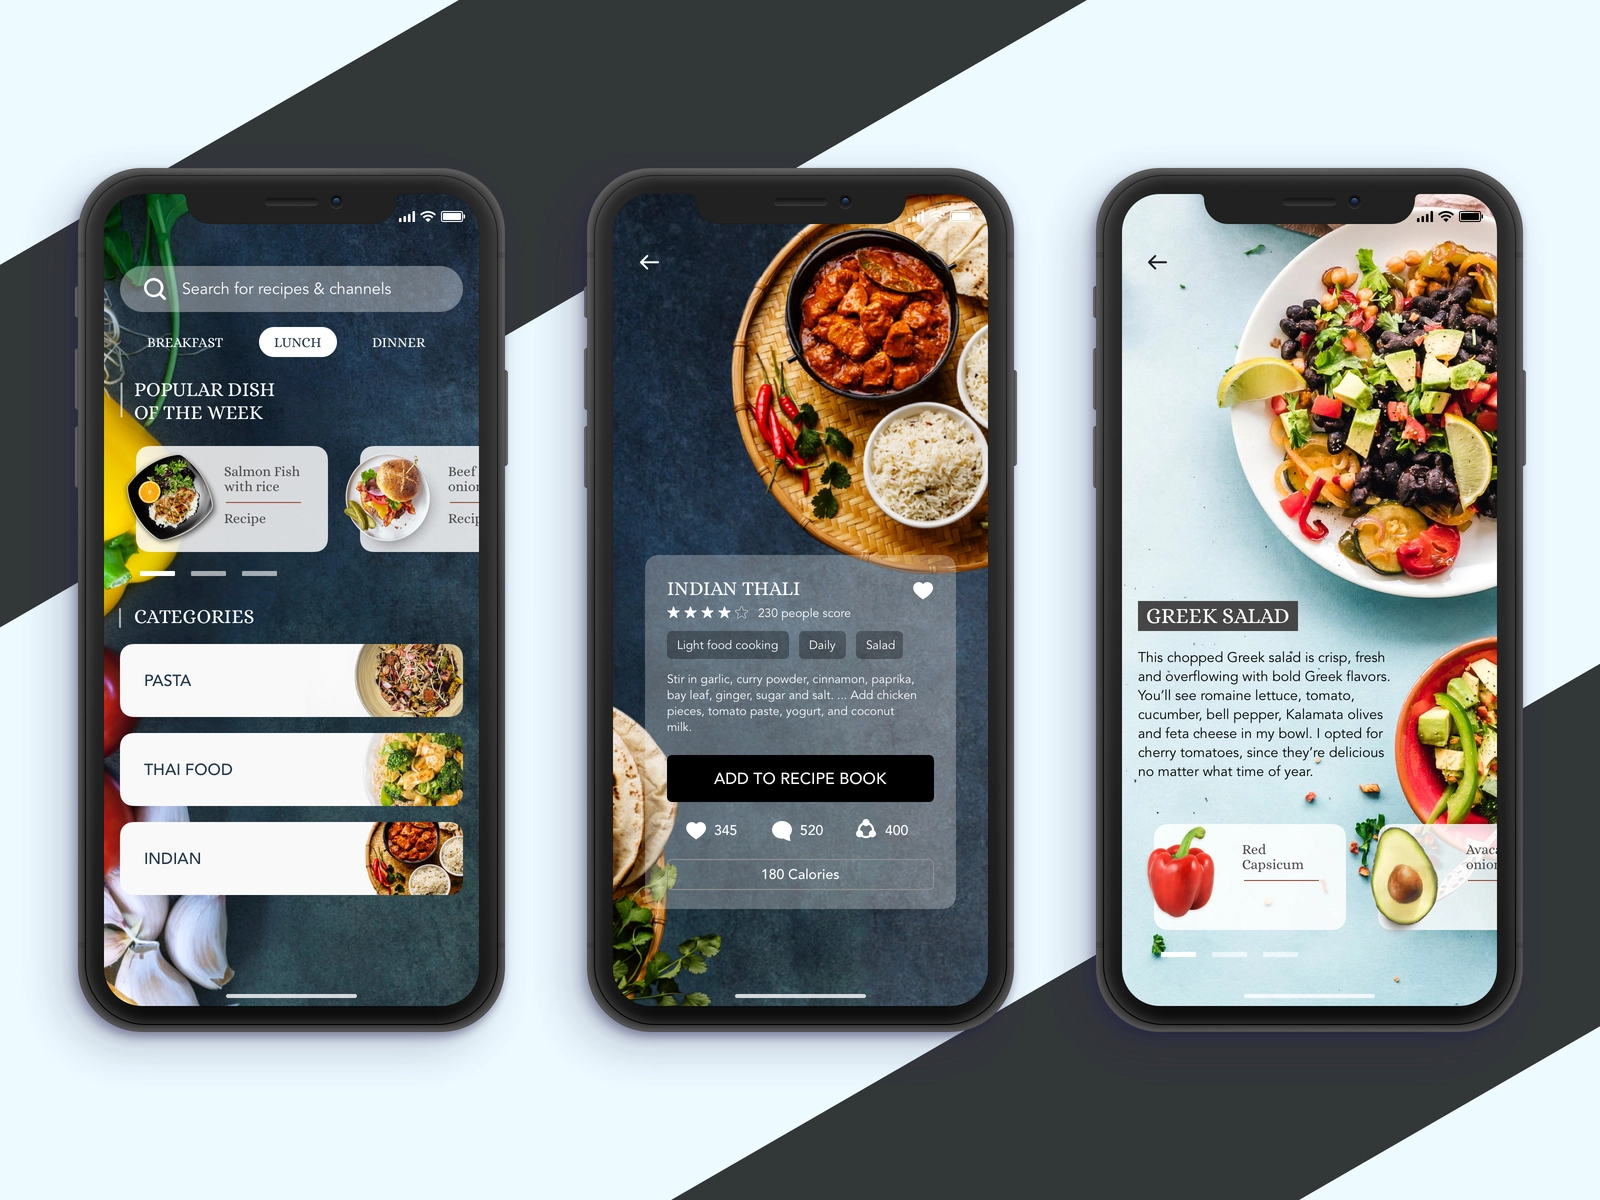 Search for recipes & channels
BREAKFAST LUNCH DINNER
POPULAR DISH
OF THE WEEK
Salmon Fish
with rice
Recipe
Beef
onion
Recip
CATEGORIES
PASTA
THAI FOOD
INDIAN
INDIAN THALI
230 people score
Light food cooking Daily Salad
Stir in garlic, curry powder, cinnamon, paprika,
bay leaf, ginger, sugar and salt. ... Add chicken
pieces, tomato paste, yogurt, and coconut
milk.
ADD TO RECIPE BOOK
345 520 400
180 Calories
GREEK SALAD
This chopped Greek salad is crisp, fresh
and overflowing with bold Greek flavors.
You'll see romaine lettuce, tomato,
cucumber, bell pepper, Kalamata olives
and feta cheese in my bowl. I opted for
cherry tomatoes, since they're delicious
no matter what time of year.
Red
Capsicum
Avaca
onion